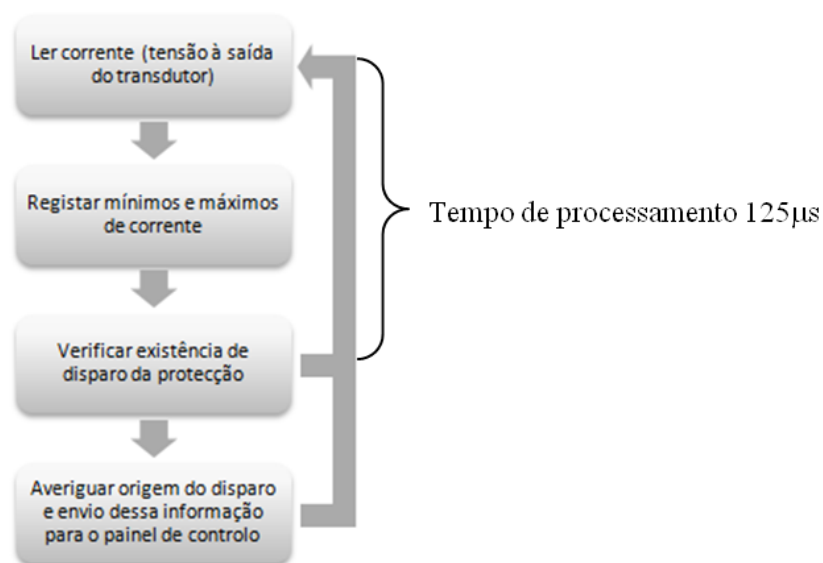 Ler corrente (tensão à saída
do transdutor)
Registar mínimos e máximos
de corrente
Tempo de processamento 125µs
Verificar existência de
disparo da protecção
Averiguar origem do disparo
e envio dessa informação
para o painel de controlo